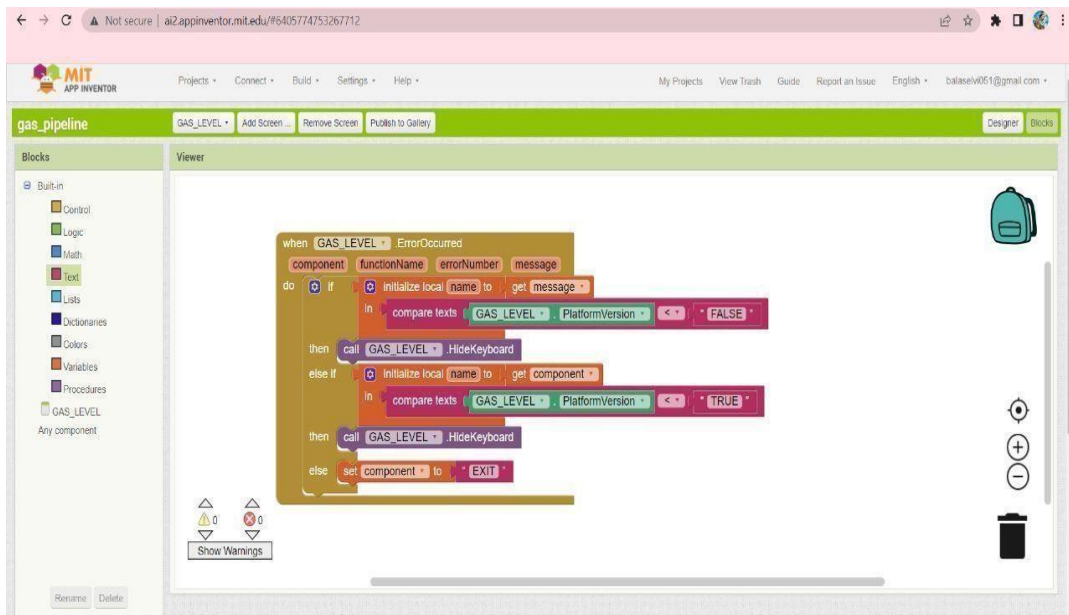 Not secure | ai2.appinventor.mit.edu/#6405774753267712
MIT
APP INVENTOR
Projects Connect Build Settings Help My Projects View Trash Guide Report an Issue English balaselvi051@gmail.com
gas_pipeline GAS_LEVEL Add Screen ... Remove Screen Publish to Gallery Designer Blocks
Blocks Viewer
Built-in
Control
Logic
Math
Text
Lists
Dictionaries
Colors
Variables
Procedures
GAS_LEVEL
Any component
when GAS_LEVEL .ErrorOccurred
component functionName errorNumber message
do if initialize local name to get message
in compare texts GAS_LEVEL . PlatformVersion < " FALSE "
then call GAS_LEVEL .HideKeyboard
else if initialize local name to get component
in compare texts GAS_LEVEL . PlatformVersion < " TRUE "
then call GAS_LEVEL .HideKeyboard
else set component to " EXIT "
0 0
Show Warnings
Rename Delete